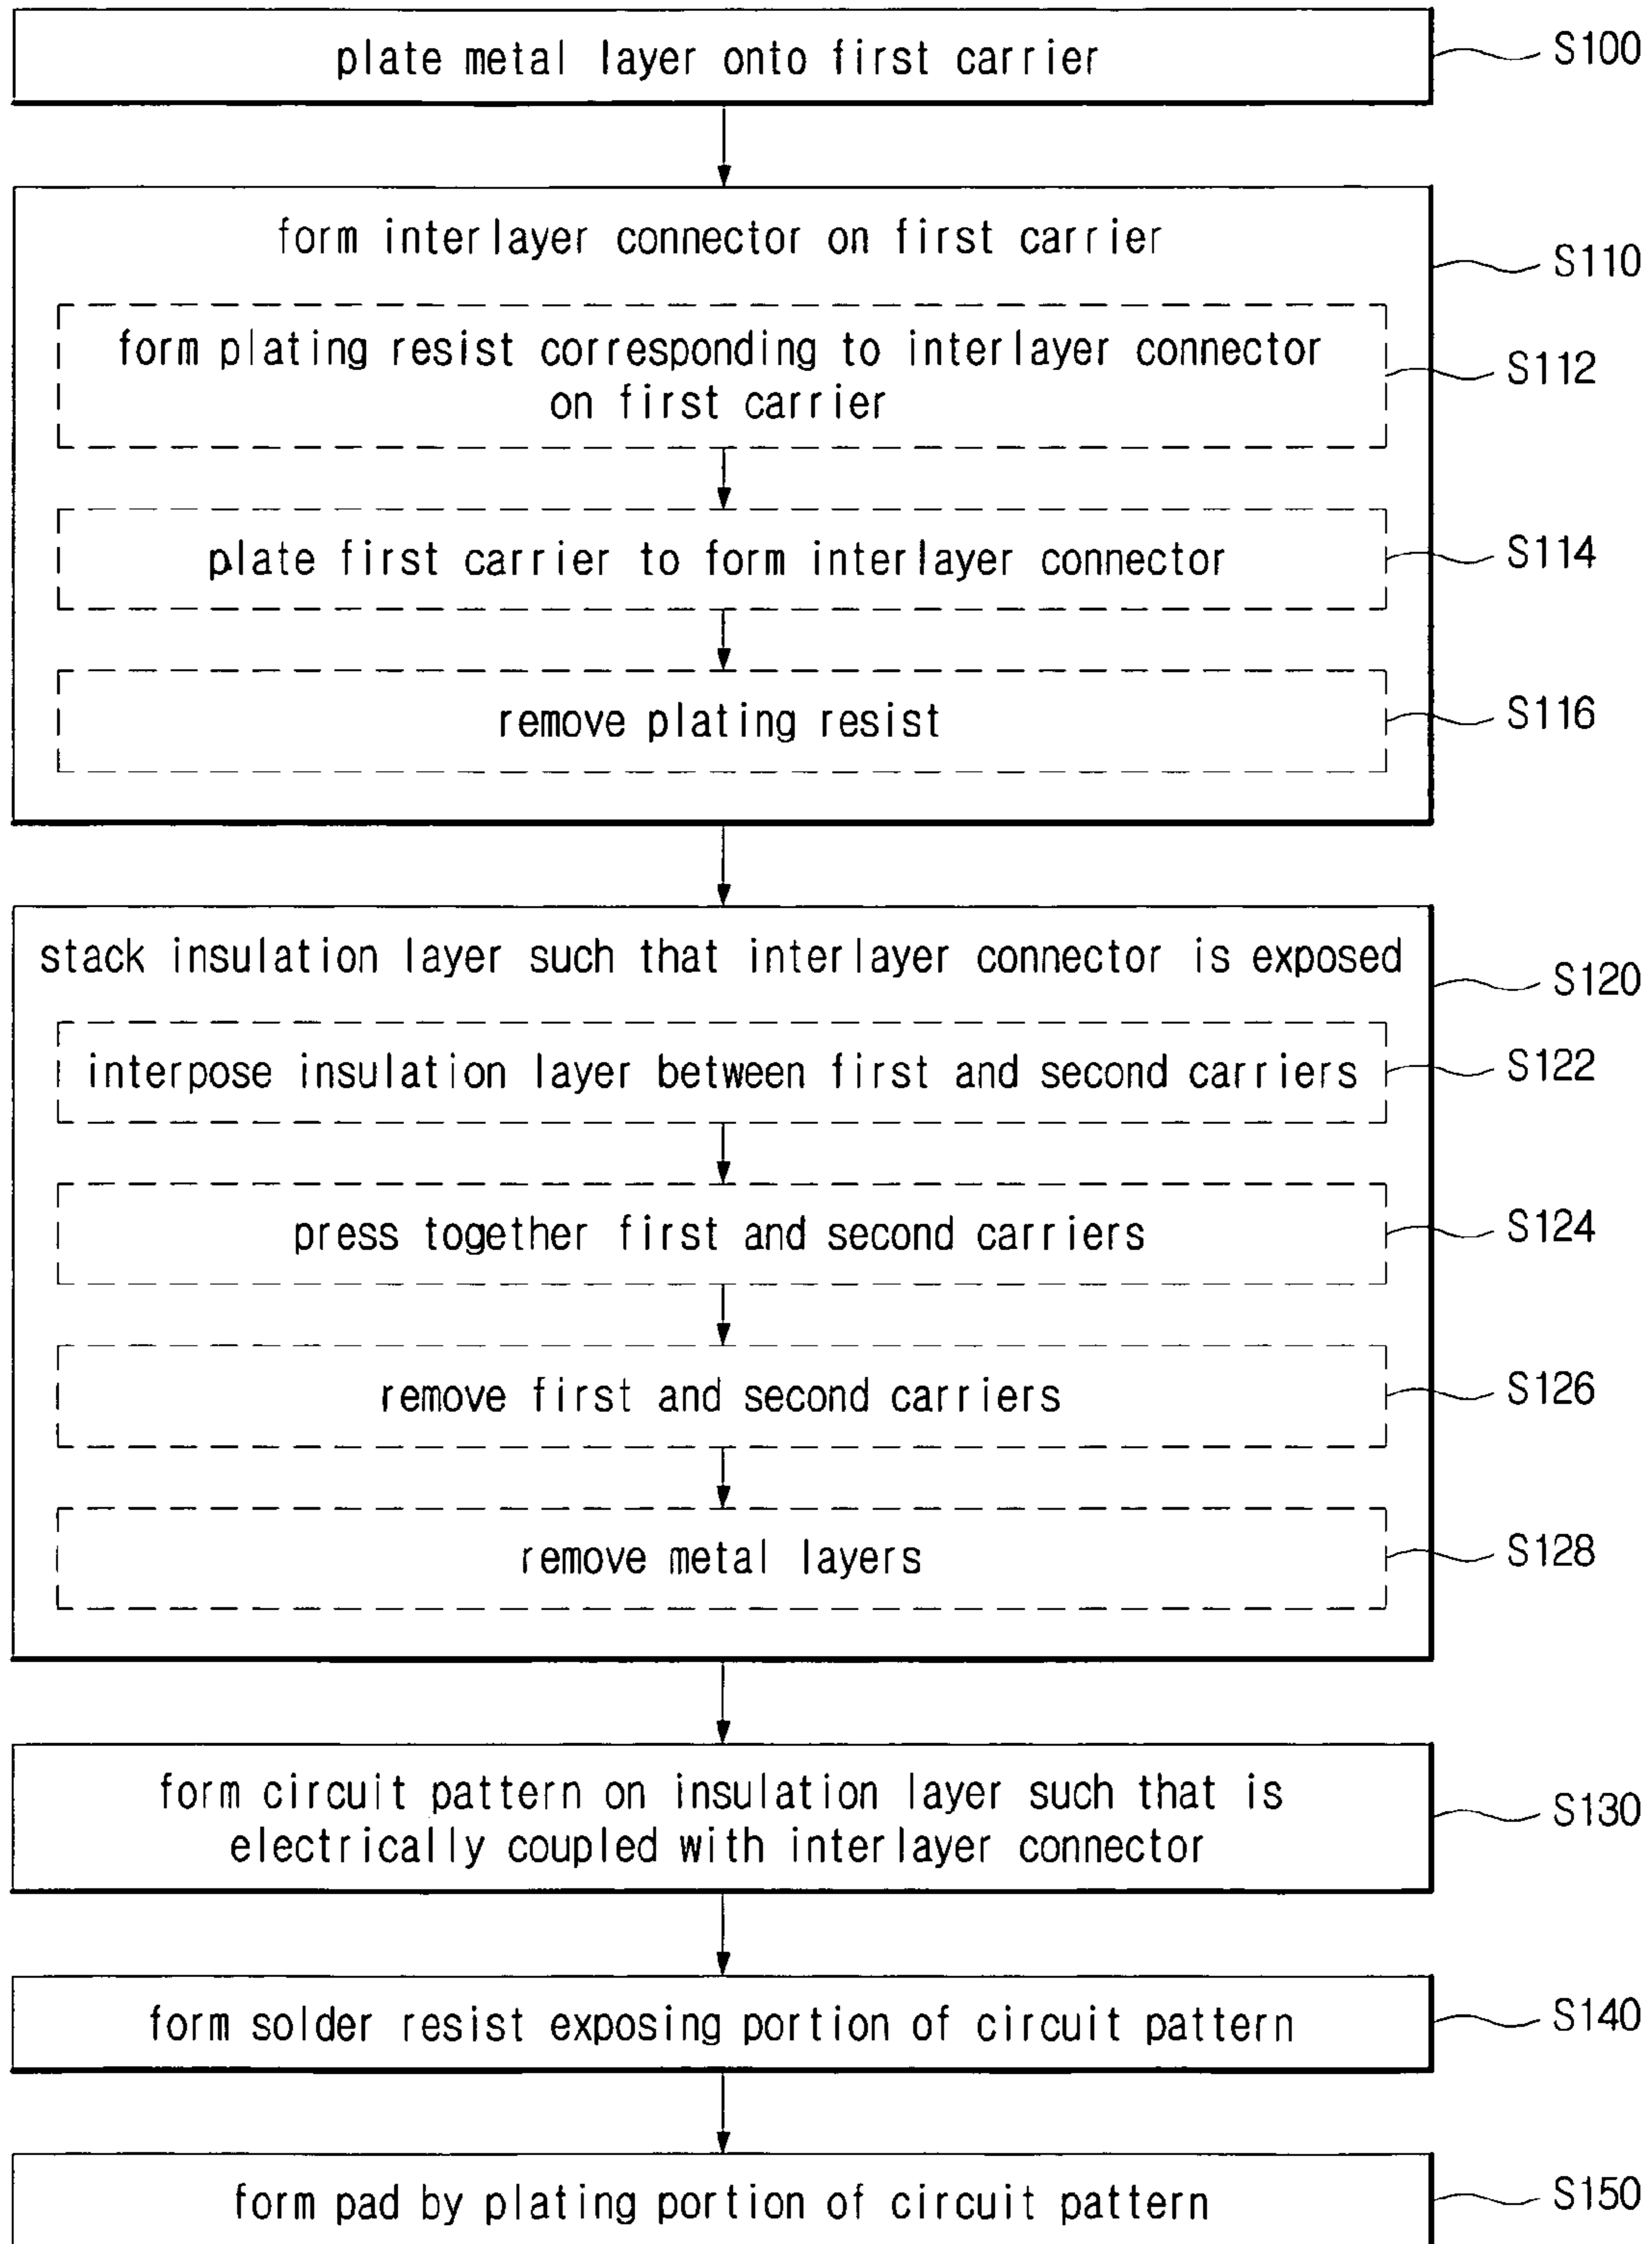 plate metal layer onto first carrier
S100
form interlayer connector on first carrier
S110
form plating resist corresponding to interlayer connector
on first carrier
S112
plate first carrier to form interlayer connector
S114
remove plating resist
S116
stack insulation layer such that interlayer connector is exposed
S120
interpose insulation layer between first and second carriers
S122
press together first and second carriers
S124
remove first and second carriers
S126
remove metal layers
S128
form circuit pattern on insulation layer such that is
electrically coupled with interlayer connector
S130
form solder resist exposing portion of circuit pattern
S140
form pad by plating portion of circuit pattern
S150